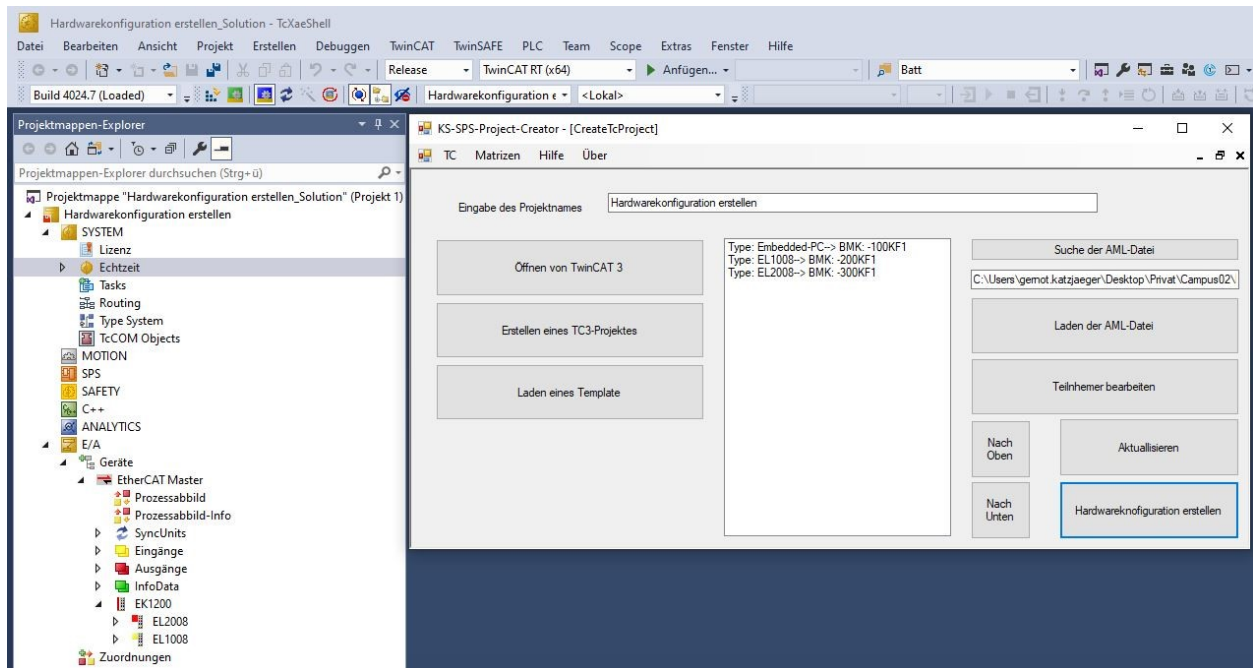 Hardwarekonfiguration erstellen_Solution - TcXaeShell
Datei Bearbeiten Ansicht Projekt Erstellen Debuggen TwinCAT TwinSAFE PLC Team Scope Extras Fenster Hilfe
Release TwinCAT RT (x64) Anfügen... Batt
Build 4024.7 (Loaded) Hardwarekonfiguration e <Lokal>
Projektmappen-Explorer
Projektmappen-Explorer durchsuchen (Strg+ü)
Projektmappe "Hardwarekonfiguration erstellen_Solution" (Projekt 1)
Hardwarekonfiguration erstellen
SYSTEM
Lizenz
Echtzeit
Tasks
Routing
Type System
TcCOM Objects
MOTION
SPS
SAFETY
C++
ANALYTICS
E/A
Geräte
EtherCAT Master
Prozessabbild
Prozessabbild-Info
SyncUnits
Eingänge
Ausgänge
InfoData
EK1200
EL2008
EL1008
Zuordnungen
KS-SPS-Project-Creator - [CreateTcProject]
TC Matrizen Hilfe Über
Eingabe des Projektnames
Hardwarekonfiguration erstellen
Öffnen von TwinCAT 3
Erstellen eines TC3-Projektes
Laden eines Template
Type: Embedded-PC--> BMK: -100KF1
Type: EL1008--> BMK: -200KF1
Type: EL2008--> BMK: -300KF1
Suche der AML-Datei
C:\Users\gernot.katzjaeger\Desktop\Privat\Campus02\
Laden der AML-Datei
Teilnhemer bearbeiten
Nach
Oben
Aktuallisieren
Nach
Unten
Hardwareknofiguration erstellen